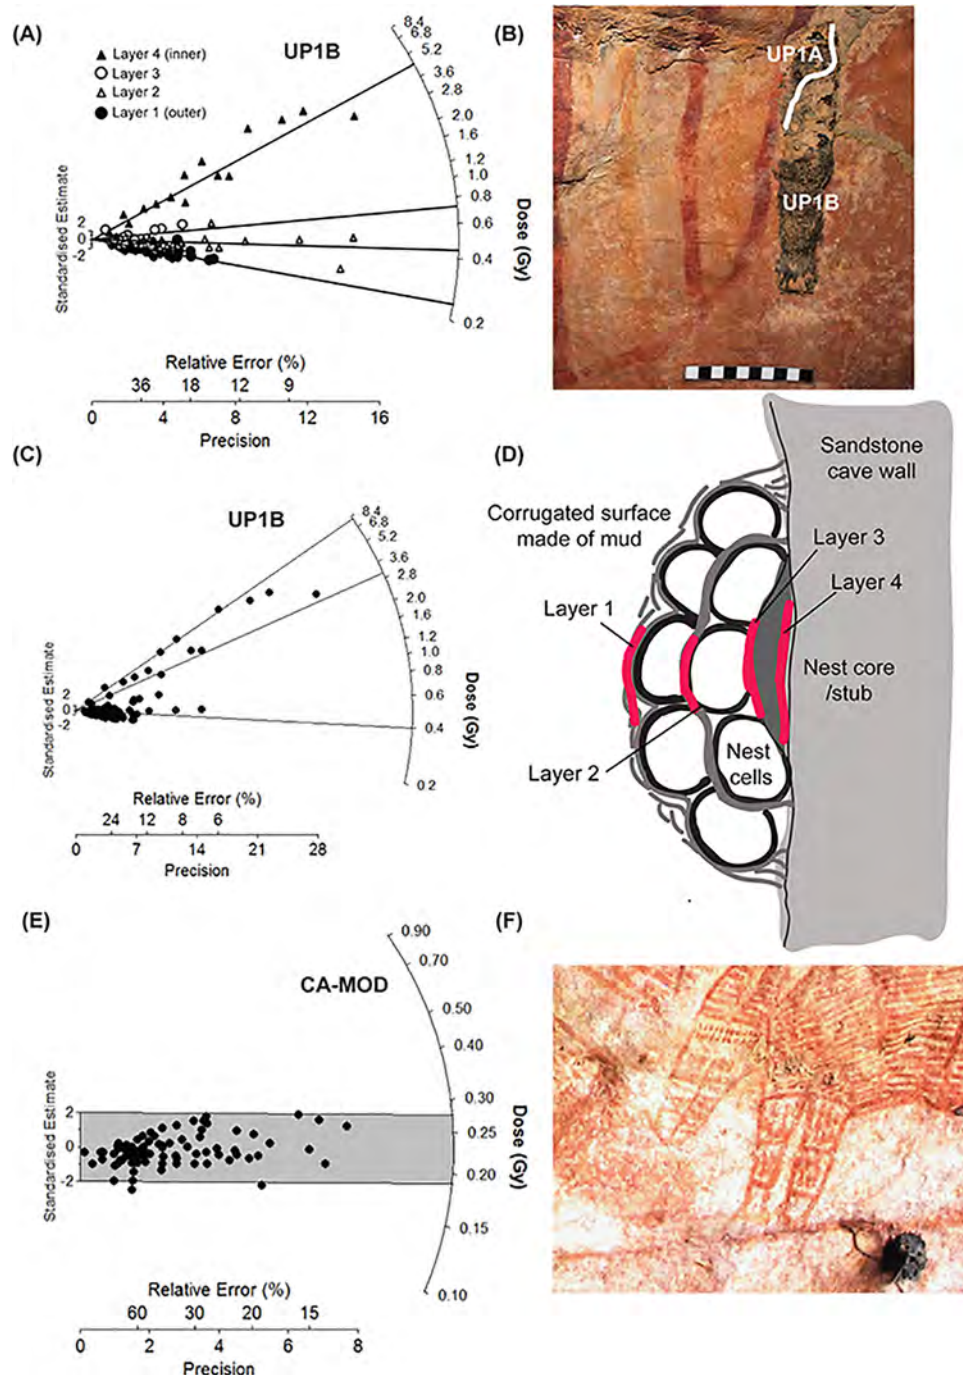 (A)
▲ Layer 4 (inner)
○ Layer 3
△ Layer 2
● Layer 1 (outer)
UP1B
8.4
6.8
5.2
3.6
2.8
2.0
1.6
1.2
1.0
0.8
0.6
0.4
0.2
Dose (Gy)
Standardised Estimate
2
0
-2
Relative Error (%)
36 18 12 9
0 4 8 12 16
Precision
(B)
UP1A
UP1B
(C)
UP1B
8.4
6.8
5.2
3.6
2.8
2.0
1.6
1.2
1.0
0.8
0.6
0.4
0.2
Dose (Gy)
Standardised Estimate
2
0
-2
Relative Error (%)
24 12 8 6
0 7 14 21 28
Precision
(D)
Sandstone
cave wall
Corrugated surface
made of mud
Layer 3
Layer 1
Layer 4
Nest core
/stub
Layer 2
Nest
cells
(E)
CA-MOD
0.90
0.70
0.50
0.40
0.30
0.25
0.20
0.15
0.10
Dose (Gy)
Standardised Estimate
2
0
-2
Relative Error (%)
60 30 20 15
0 2 4 6 8
Precision
(F)